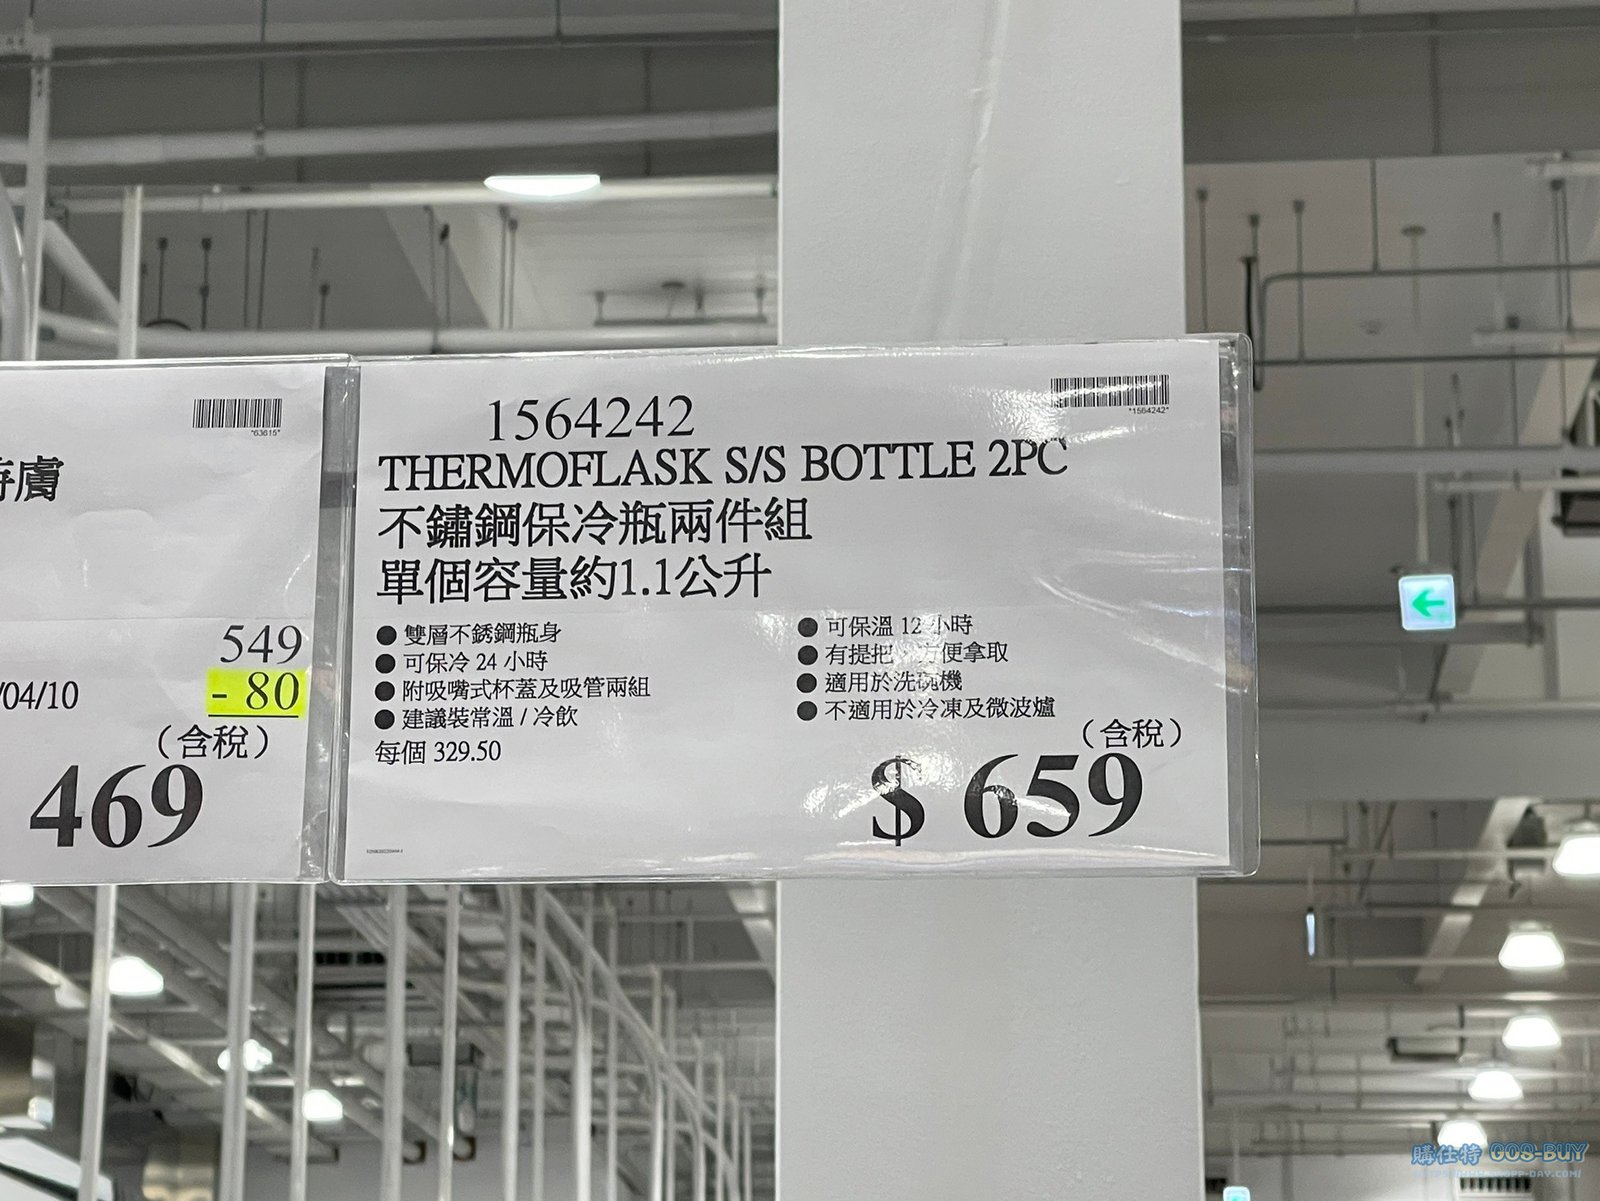 *63615*
膚
549
/04/10
- 80
(含稅)
469
*1564242*
1564242
THERMOFLASK S/S BOTTLE 2PC
不鏽鋼保冷瓶兩件組
單個容量約1.1公升
● 雙層不銹鋼瓶身
● 可保冷 24 小時
● 附吸嘴式杯蓋及吸管兩組
● 建議裝常溫 / 冷飲
每個 329.50
● 可保溫 12 小時
● 有提把 方便拿取
● 適用於洗碗機
● 不適用於冷凍及微波爐
(含稅)
$ 659
購仕特 COS-BUY